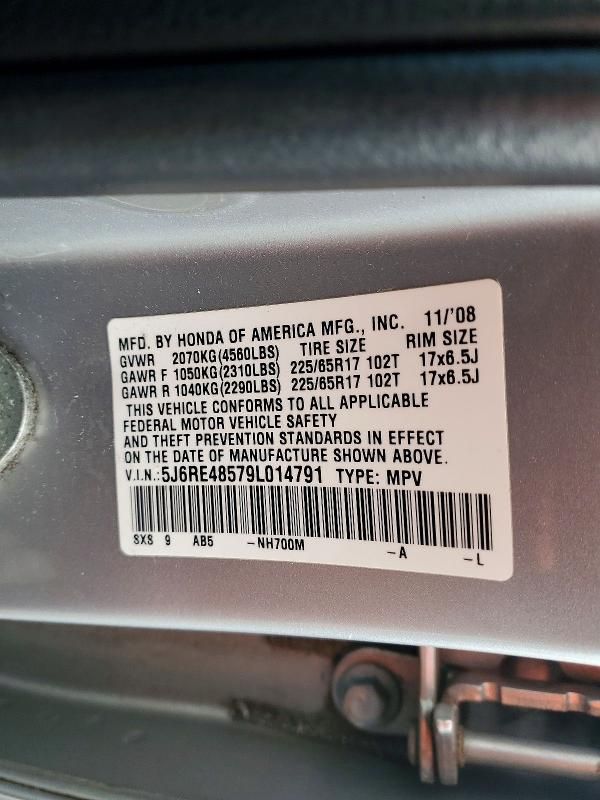 MFD. BY HONDA OF AMERICA MFG., INC. 11/'08
GVWR 2070KG(4560LBS) TIRE SIZE RIM SIZE
GAWR F 1050KG(2310LBS) 225/65R17 102T 17x6.5J
GAWR R 1040KG(2290LBS) 225/65R17 102T 17x6.5J
THIS VEHICLE CONFORMS TO ALL APPLICABLE
FEDERAL MOTOR VEHICLE SAFETY
AND THEFT PREVENTION STANDARDS IN EFFECT
ON THE DATE OF MANUFACTURE SHOWN ABOVE.
V.I.N.:5J6RE48579L014791 TYPE: MPV
SXS 9 AB5 -NH700M -A -L